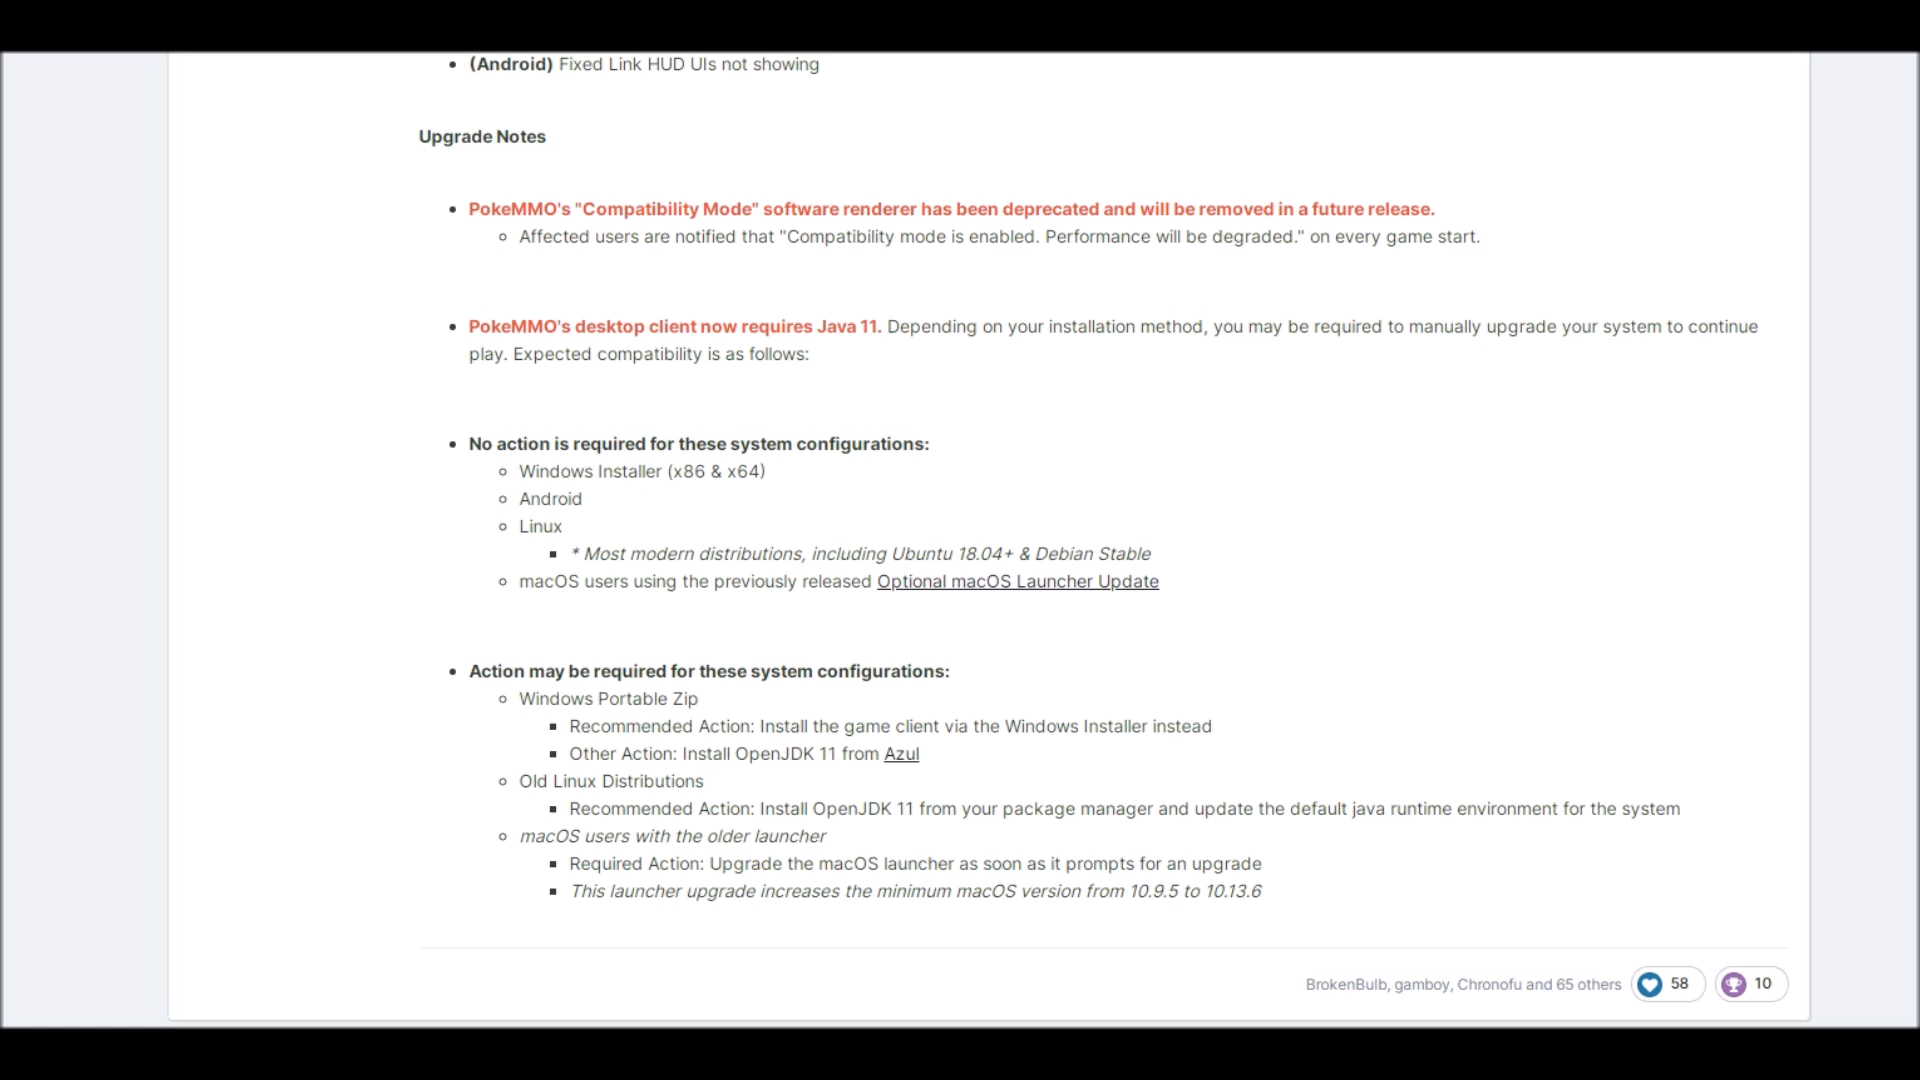 (Android) Fixed Link HUD UIs not showing
Upgrade Notes
PokeMMO's "Compatibility Mode" software renderer has been deprecated and will be removed in a future release.
Affected users are notified that "Compatibility mode is enabled. Performance will be degraded." on every game start.
PokeMMO's desktop client now requires Java 11. Depending on your installation method, you may be required to manually upgrade your system to continue
play. Expected compatibility is as follows:
No action is required for these system configurations:
Windows Installer (x86 & x64)
Android
Linux
* Most modern distributions, including Ubuntu 18.04+ & Debian Stable
macOS users using the previously released Optional macOS Launcher Update
Action may be required for these system configurations:
Windows Portable Zip
Recommended Action: Install the game client via the Windows Installer instead
Other Action: Install OpenJDK 11 from Azul
Old Linux Distributions
Recommended Action: Install OpenJDK 11 from your package manager and update the default java runtime environment for the system
macOS users with the older launcher
Required Action: Upgrade the macOS launcher as soon as it prompts for an upgrade
This launcher upgrade increases the minimum macOS version from 10.9.5 to 10.13.6
BrokenBulb, gamboy, Chronofu and 65 others 58 10